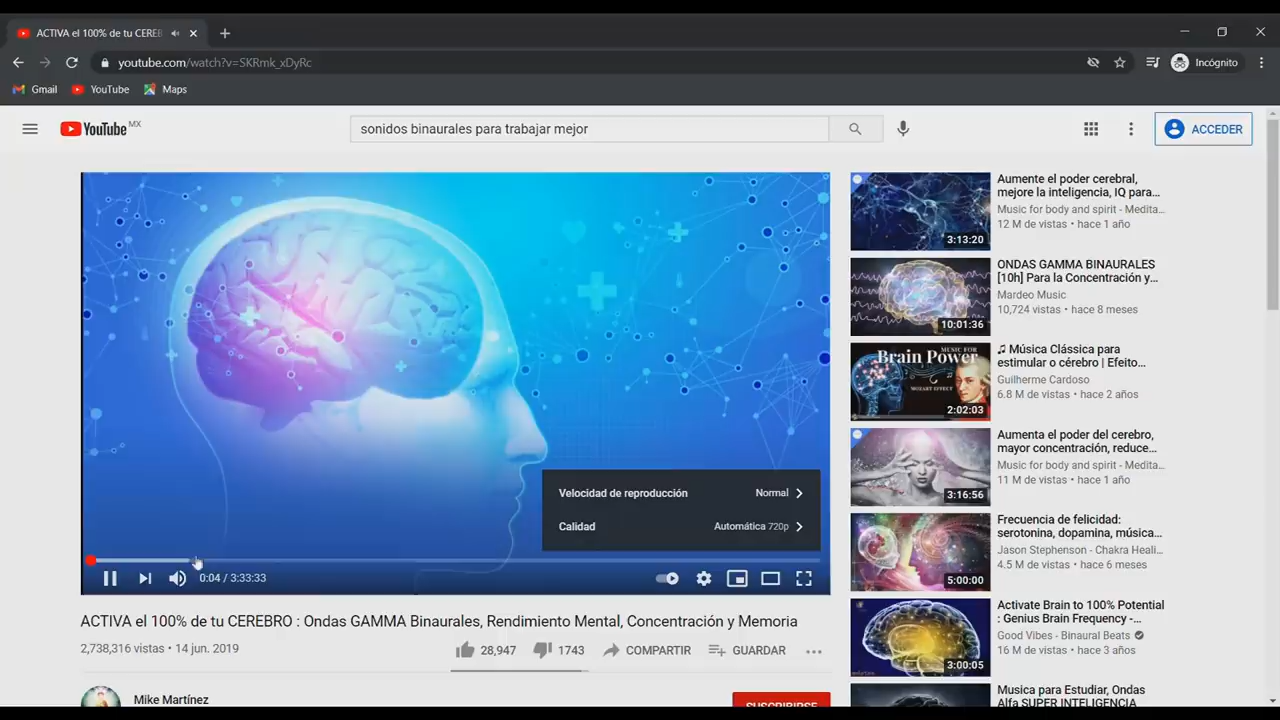 ACTIVA el 100% de tu CEREB
youtube.com/watch?v=SKRmk_xDyRc
Incógnito
Gmail
YouTube
Maps
YouTube MX
sonidos binaurales para trabajar mejor
ACCEDER
Velocidad de reproducción
Normal
Calidad
Automática 720p
0:04 / 3:33:33
ACTIVA el 100% de tu CEREBRO : Ondas GAMMA Binaurales, Rendimiento Mental, Concentración y Memoria
2,738,316 vistas • 14 jun. 2019
28,947
1743
COMPARTIR
GUARDAR
Mike Martínez
SUSCRIBIRSE
3:13:20
Aumente el poder cerebral,
mejore la inteligencia, IQ para...
Music for body and spirit - Medita...
12 M de vistas • hace 1 año
10:01:36
ONDAS GAMMA BINAURALES
[10h] Para la Concentración y...
Mardeo Music
10,724 vistas • hace 8 meses
MUSIC FOR
Brain Power
MOZART EFFECT
2:02:03
♫ Música Clássica para
estimular o cérebro | Efeito...
Guilherme Cardoso
6.8 M de vistas • hace 2 años
3:16:56
Aumenta el poder del cerebro,
mayor concentración, reduce...
Music for body and spirit - Medita...
11 M de vistas • hace 1 año
5:00:00
Frecuencia de felicidad:
serotonina, dopamina, música...
Jason Stephenson - Chakra Heali...
4.5 M de vistas • hace 6 meses
3:00:05
Activate Brain to 100% Potential
: Genius Brain Frequency -...
Good Vibes - Binaural Beats
16 M de vistas • hace 3 años
Musica para Estudiar, Ondas
Alfa SUPER INTELIGENCIA